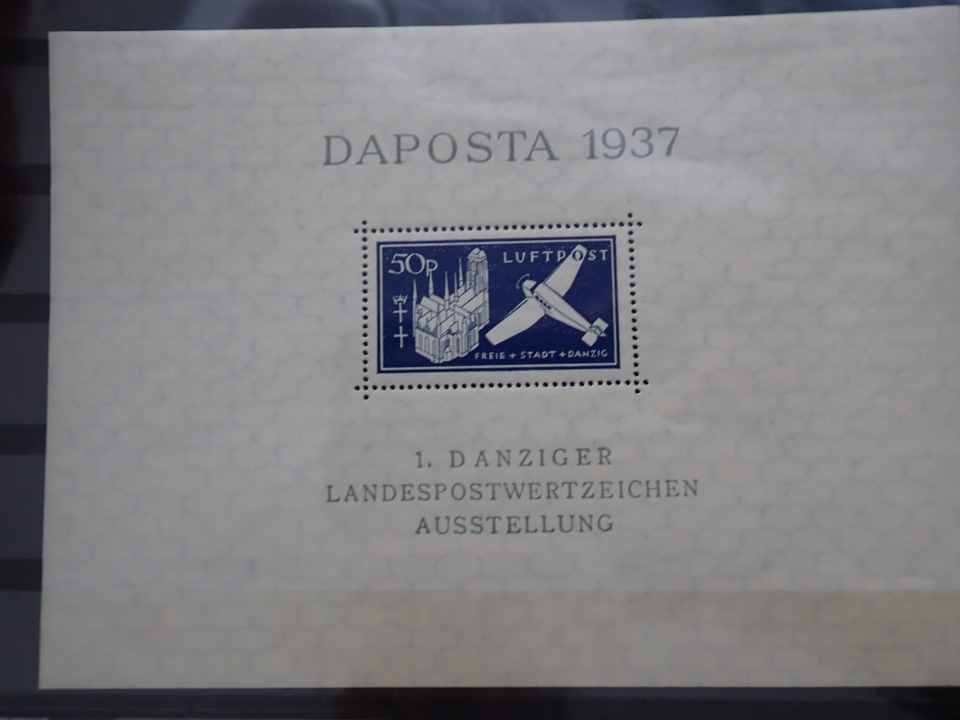 DAPOSTA 1937
50p
LUFTPOST
FREIE + STADT + DANZIG
1. DANZIGER
LANDESPOSTWERTZEICHEN
AUSSTELLUNG